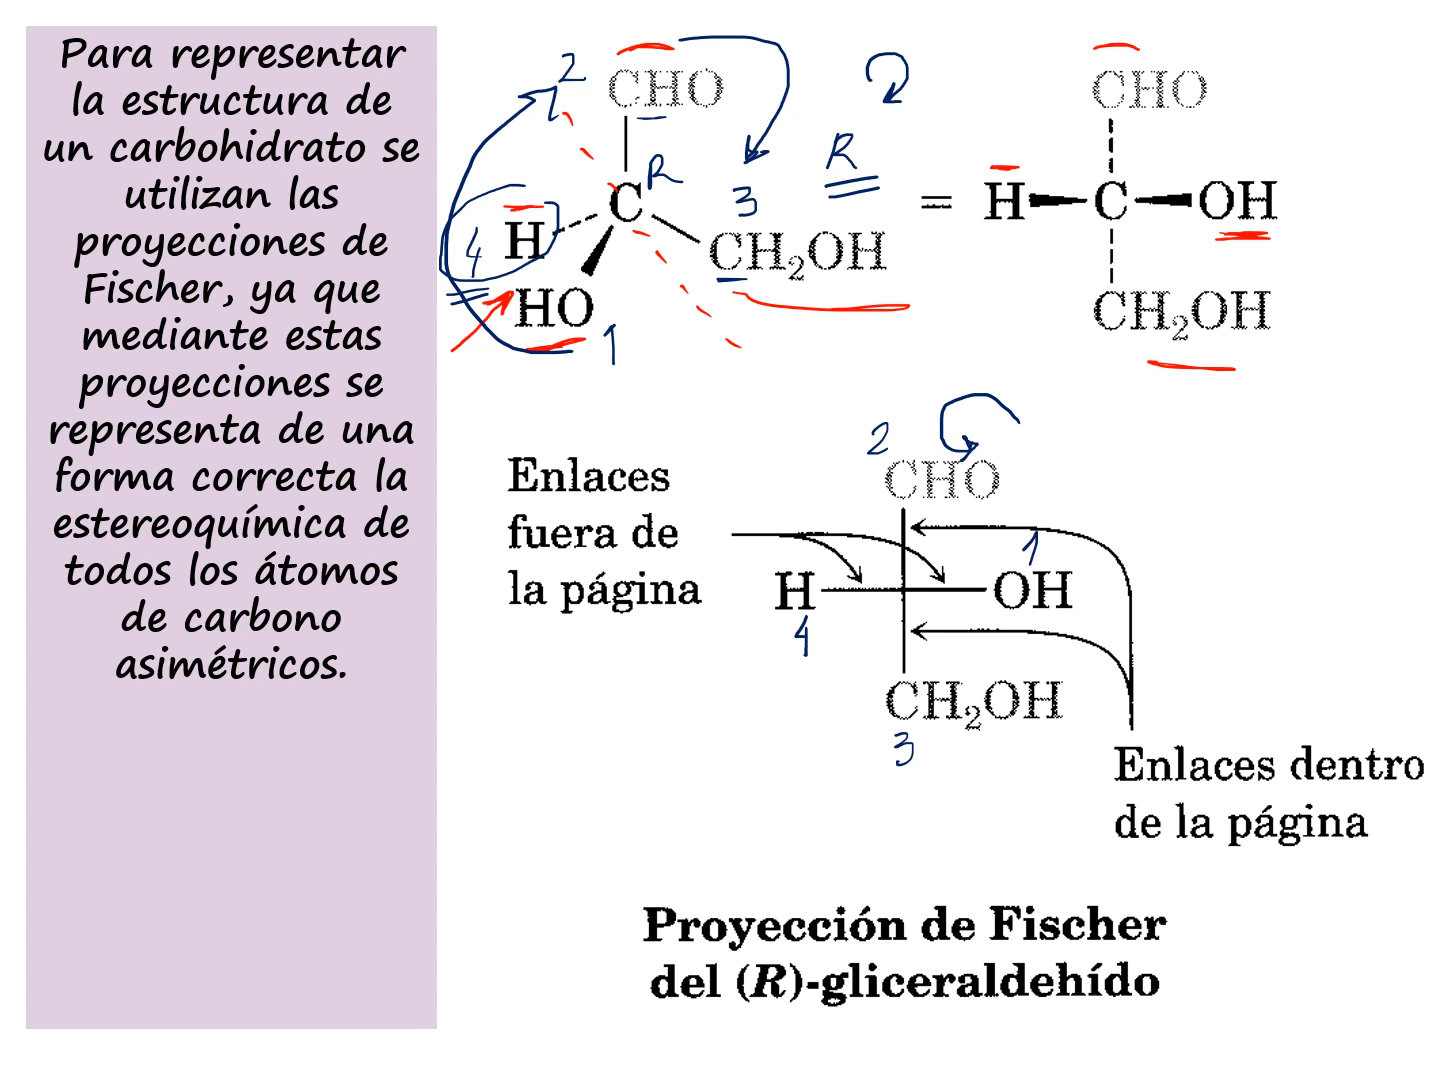 Para representar
la estructura de
un carbohidrato se
utilizan las
proyecciones de
Fischer, ya que
mediante estas
proyecciones se
representa de una
forma correcta la
estereoquímica de
todos los átomos
de carbono
asimétricos.
2
CHO
R
C
R
3
4
H
CH₂OH
HO
1
=
CHO
H C OH
CH₂OH
2
CHO
Enlaces
fuera de
la página
1
H OH
4
CH₂OH
3
Enlaces dentro
de la página
Proyección de Fischer
del (R)-gliceraldehído